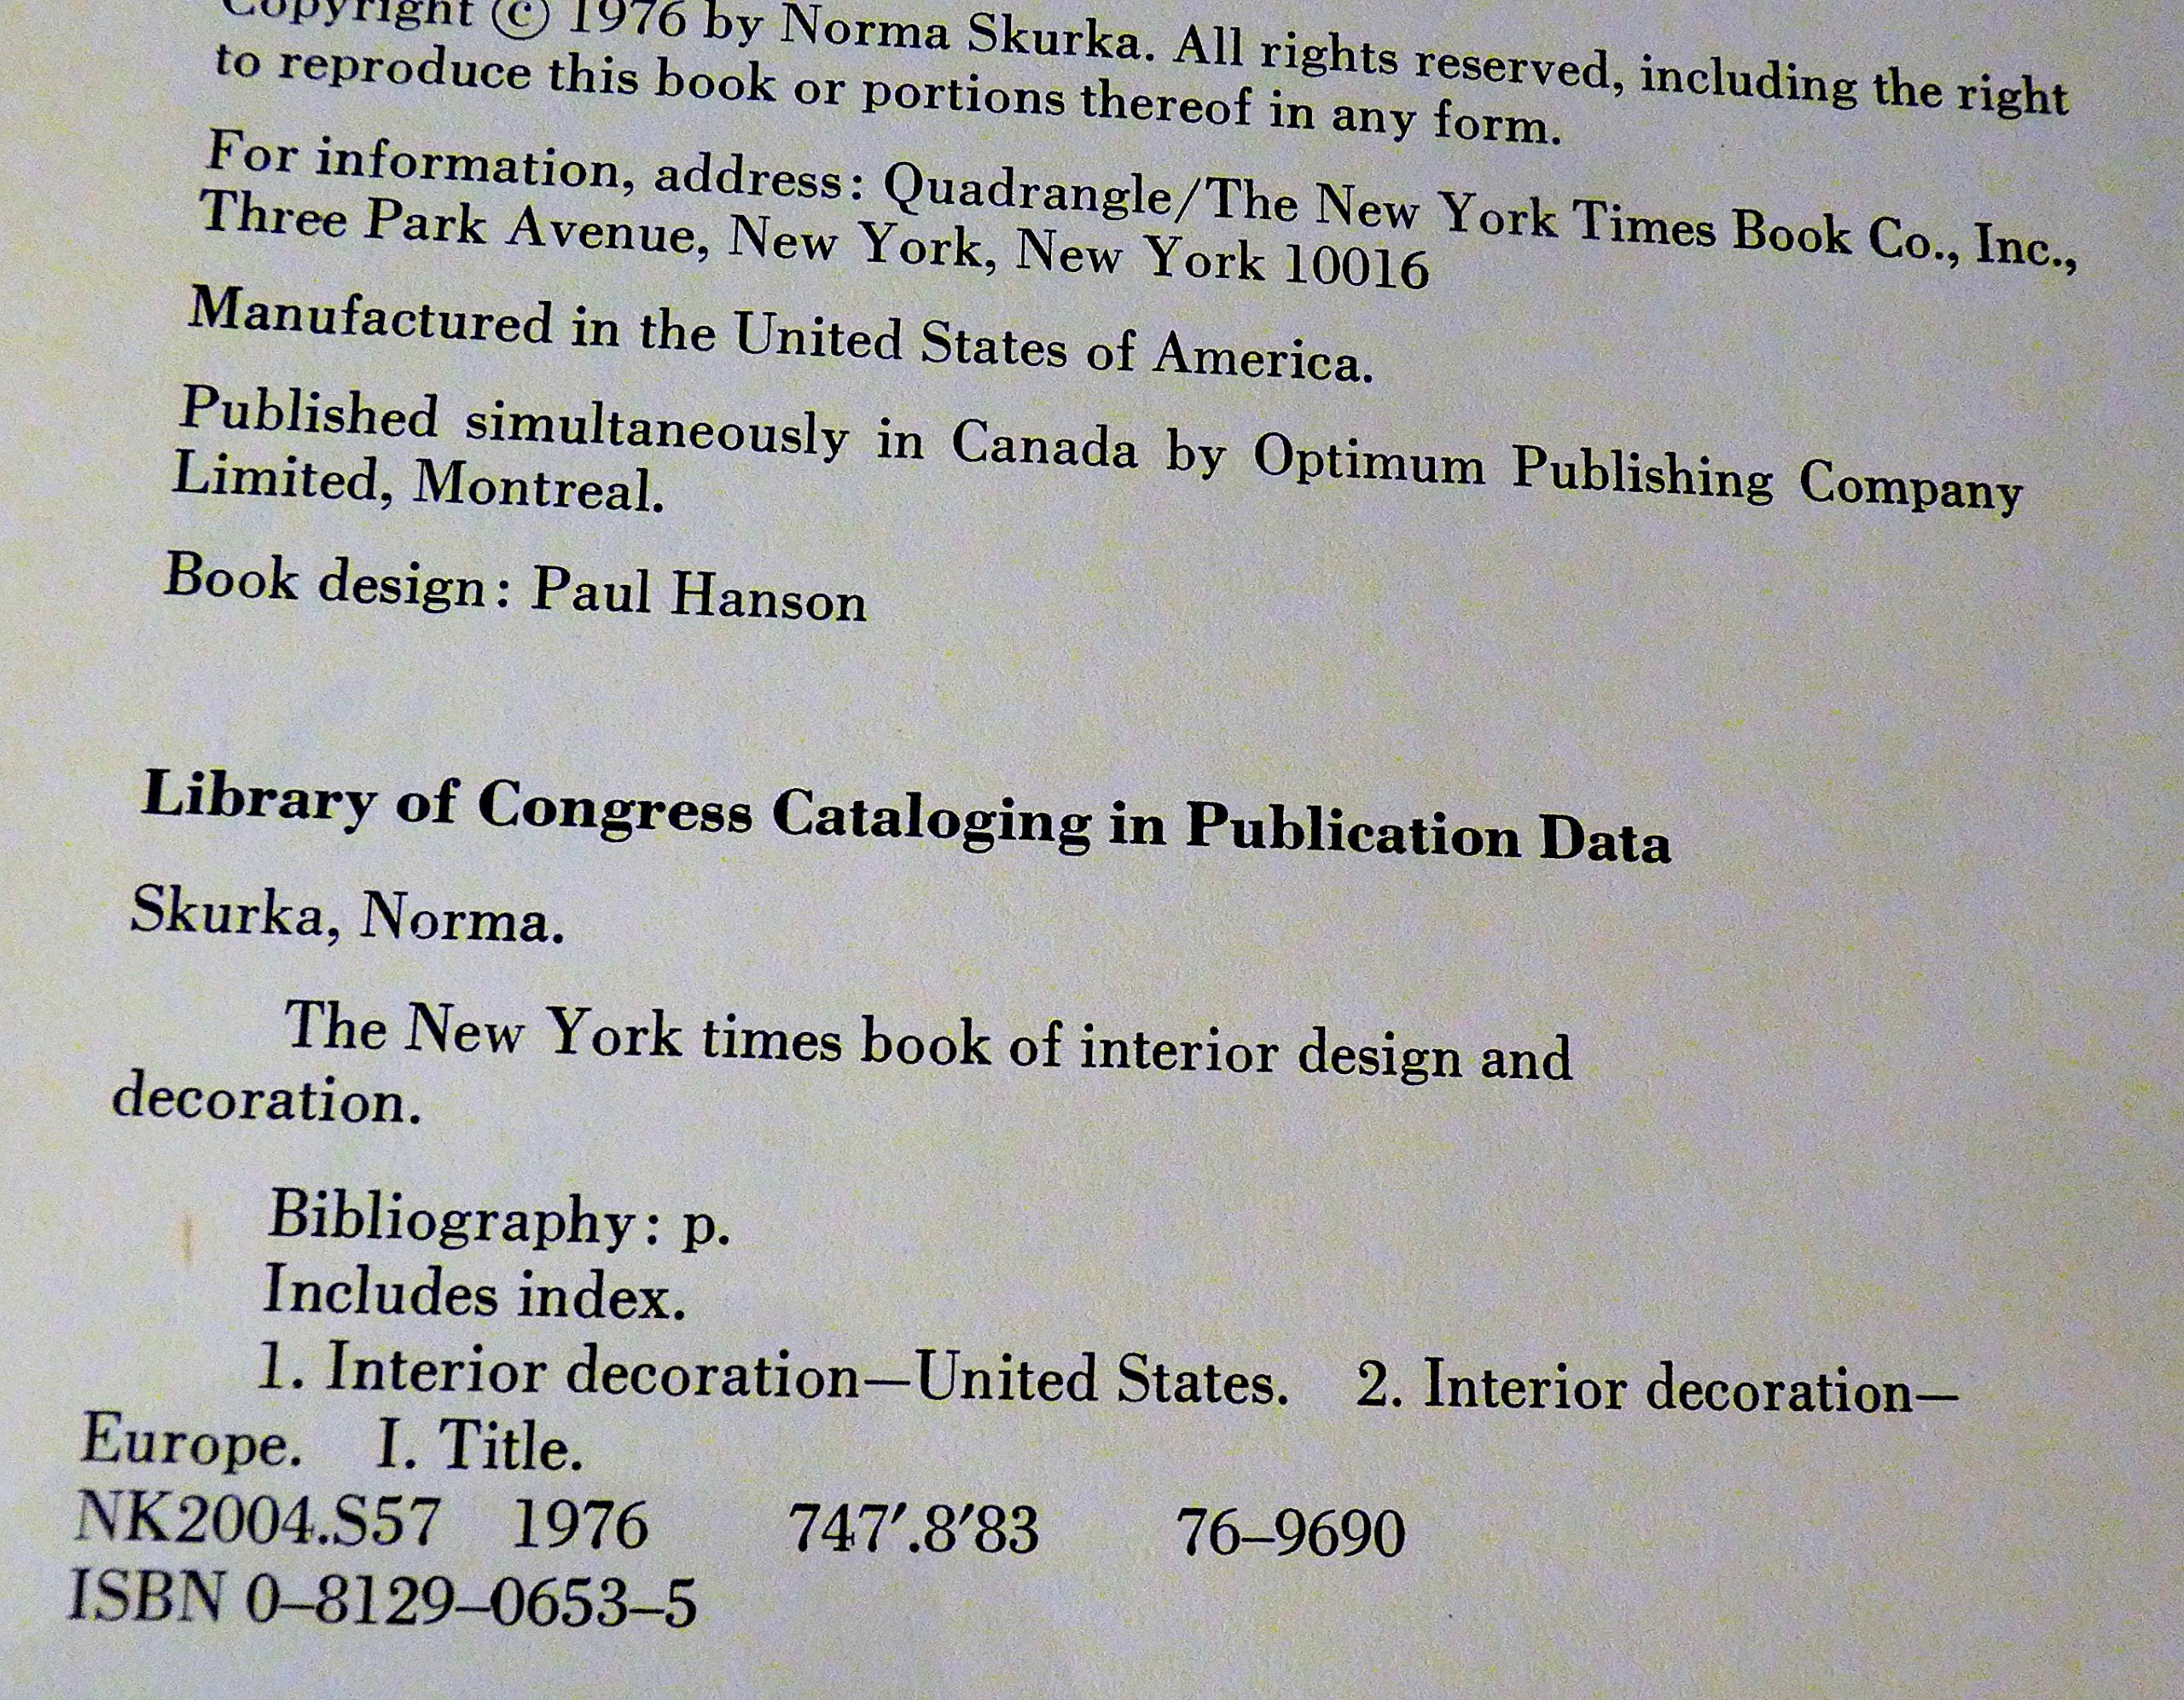 Copyright © 1976 by Norma Skurka. All rights reserved, including the right
to reproduce this book or portions thereof in any form.
For information, address: Quadrangle/The New York Times Book Co., Inc.,
Three Park Avenue, New York, New York 10016
Manufactured in the United States of America.
Published simultaneously in Canada by Optimum Publishing Company
Limited, Montreal.
Book design: Paul Hanson
Library of Congress Cataloging in Publication Data
Skurka, Norma.
The New York times book of interior design and
decoration.
Bibliography: p.
Includes index.
1. Interior decoration—United States. 2. Interior decoration—
Europe. I. Title.
NK2004.S57 1976 747′.8′83 76–9690
ISBN 0–8129–0653–5